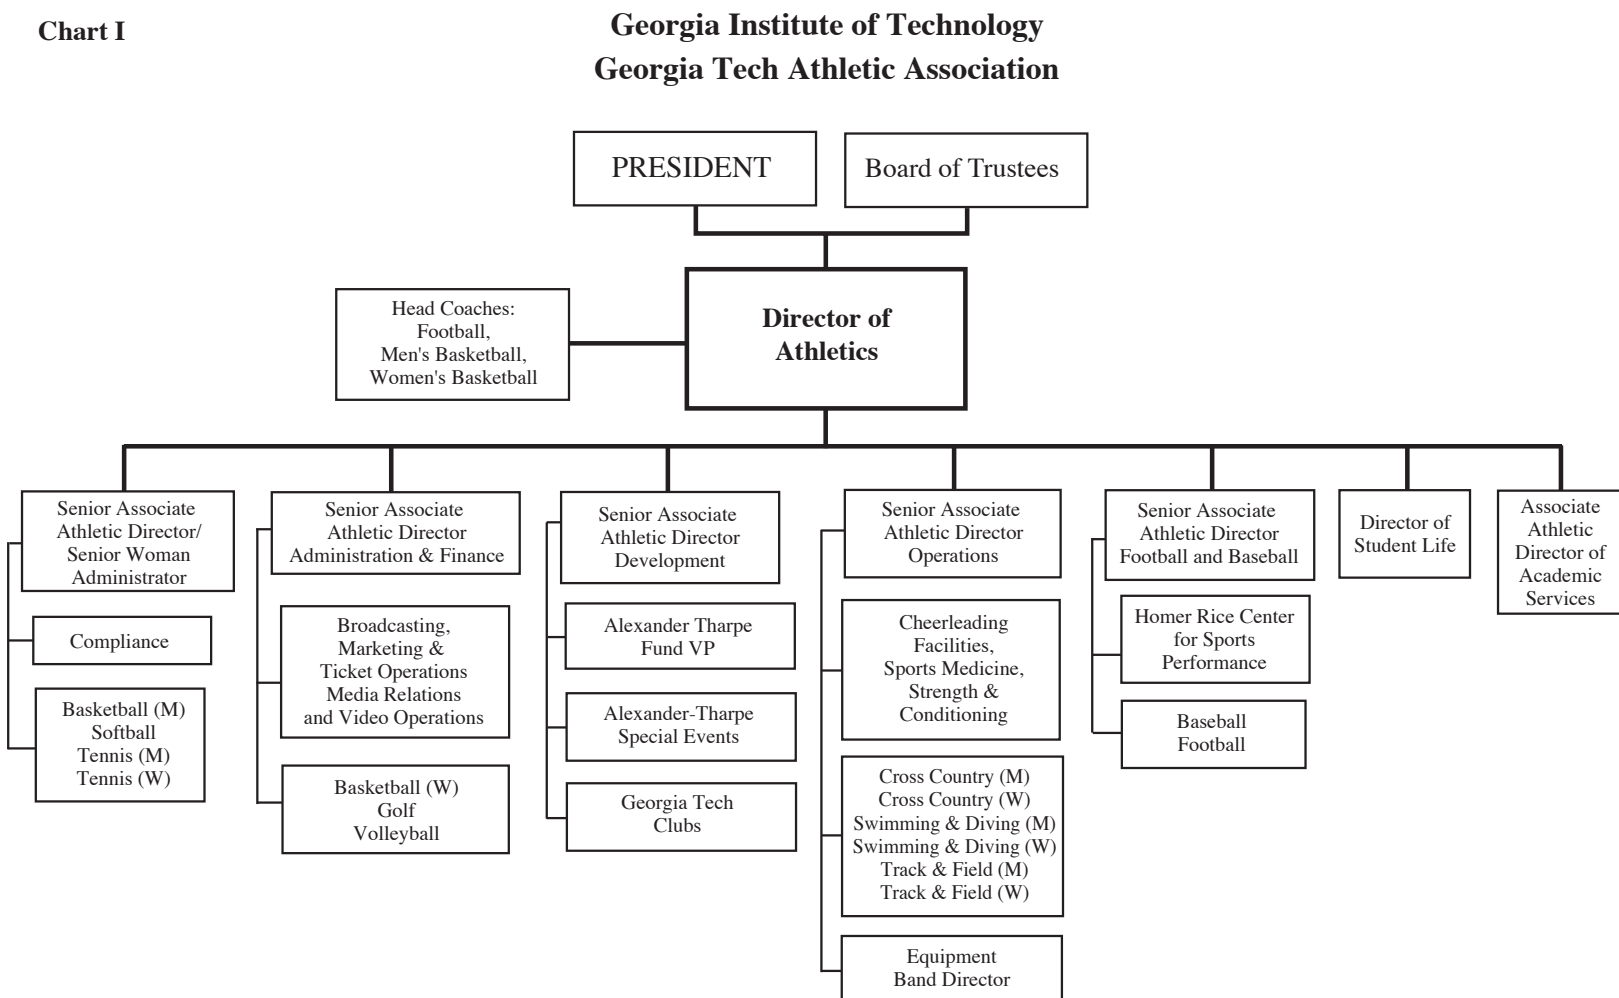 Chart I
Georgia Institute of Technology
Georgia Tech Athletic Association
PRESIDENT
Board of Trustees
Head Coaches:
Football,
Men's Basketball,
Women's Basketball
Director of
Athletics
Senior Associate
Athletic Director/
Senior Woman
Administrator
Compliance
Basketball (M)
Softball
Tennis (M)
Tennis (W)
Senior Associate
Athletic Director
Administration & Finance
Broadcasting,
Marketing &
Ticket Operations
Media Relations
and Video Operations
Basketball (W)
Golf
Volleyball
Senior Associate
Athletic Director
Development
Alexander Tharpe
Fund VP
Alexander-Tharpe
Special Events
Georgia Tech
Clubs
Senior Associate
Athletic Director
Operations
Cheerleading
Facilities,
Sports Medicine,
Strength &
Conditioning
Cross Country (M)
Cross Country (W)
Swimming & Diving (M)
Swimming & Diving (W)
Track & Field (M)
Track & Field (W)
Equipment
Band Director
Senior Associate
Athletic Director
Football and Baseball
Homer Rice Center
for Sports
Performance
Baseball
Football
Director of
Student Life
Associate
Athletic
Director of
Academic
Services